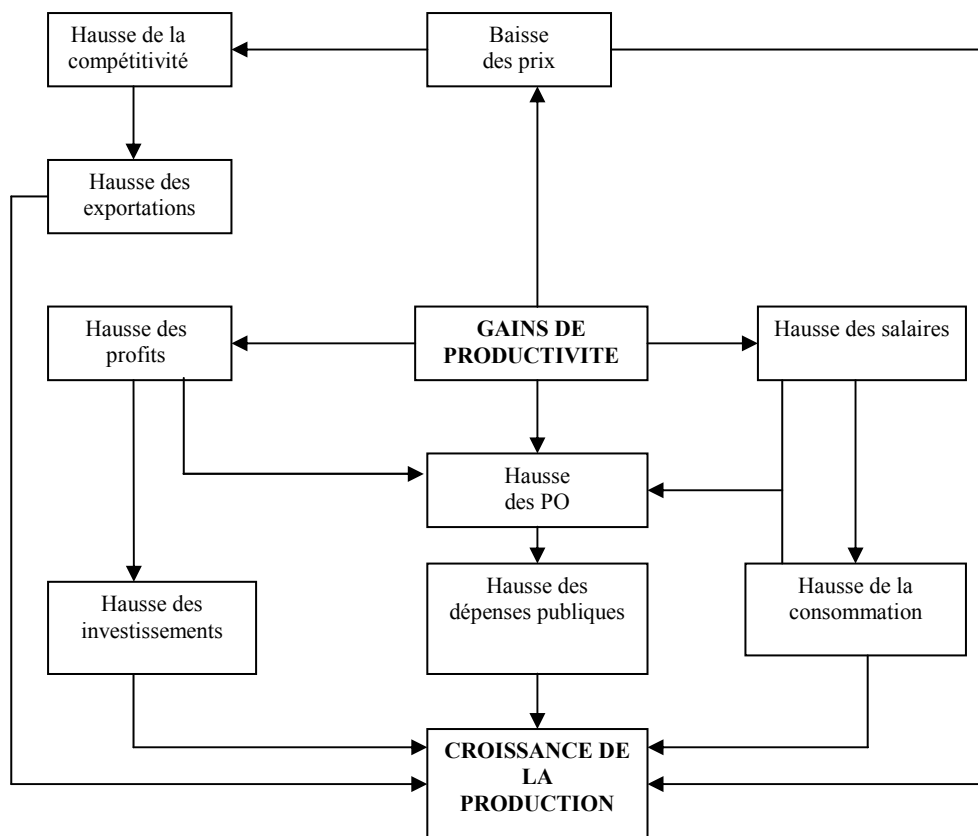 Hausse de la
compétitivité
Baisse
des prix
Hausse des
exportations
Hausse des
profits
GAINS DE
PRODUCTIVITE
Hausse des salaires
Hausse
des PO
Hausse des
investissements
Hausse des
dépenses publiques
Hausse de la
consommation
CROISSANCE DE
LA
PRODUCTION